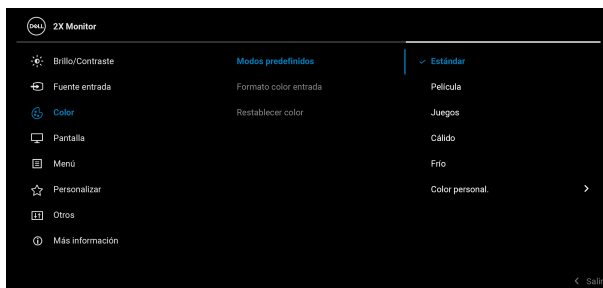 DELL 2X Monitor
Brillo/Contraste
Fuente entrada
Color
Pantalla
Menú
Personalizar
Otros
Más información
Modos predefinidos
Formato color entrada
Restablecer color
Estándar
Película
Juegos
Cálido
Frío
Color personal.
Salir